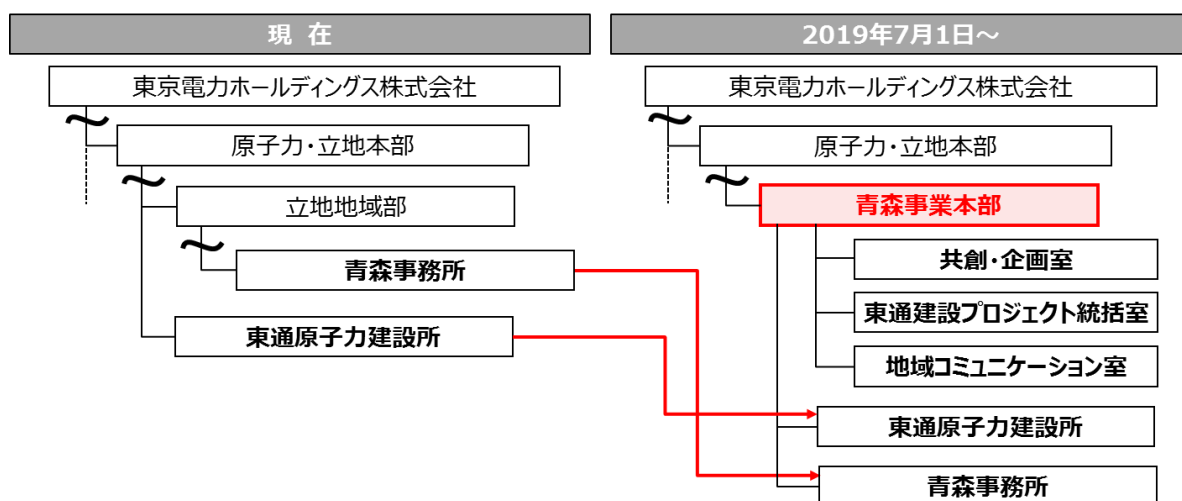 現 在
東京電力ホールディングス株式会社
原子力・立地本部
立地地域部
青森事務所
東通原子力建設所
2019年7月1日～
東京電力ホールディングス株式会社
原子力・立地本部
青森事業本部
共創・企画室
東通建設プロジェクト統括室
地域コミュニケーション室
東通原子力建設所
青森事務所